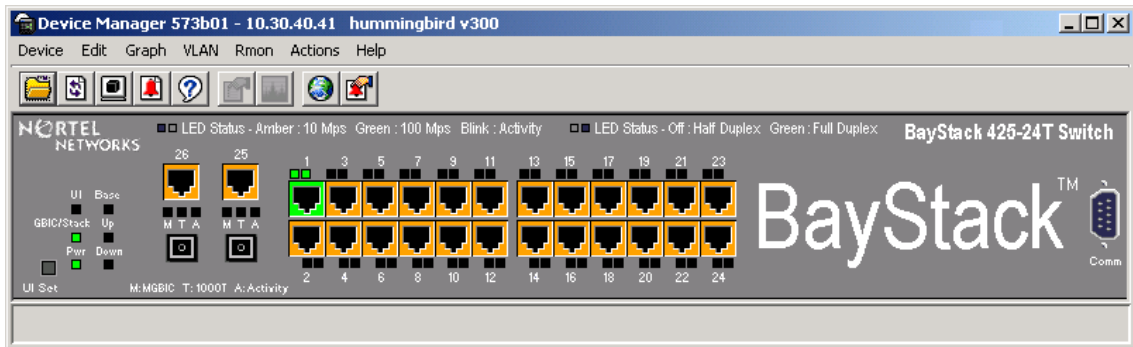 Device Manager 573b01 - 10.30.40.41 hummingbird v300
Device Edit Graph VLAN Rmon Actions Help
NORTEL
NETWORKS
LED Status - Amber : 10 Mps Green : 100 Mps Blink : Activity
LED Status - Off : Half Duplex Green : Full Duplex
BayStack 425-24T Switch
26 25 1 3 5 7 9 11 13 15 17 19 21 23
UI Base
GBIC/Stack Up
Pwr Down
UI Set
M T A M T A
M:MGBIC T: 1000T A: Activity
2 4 6 8 10 12 14 16 18 20 22 24
BayStack™
Comm